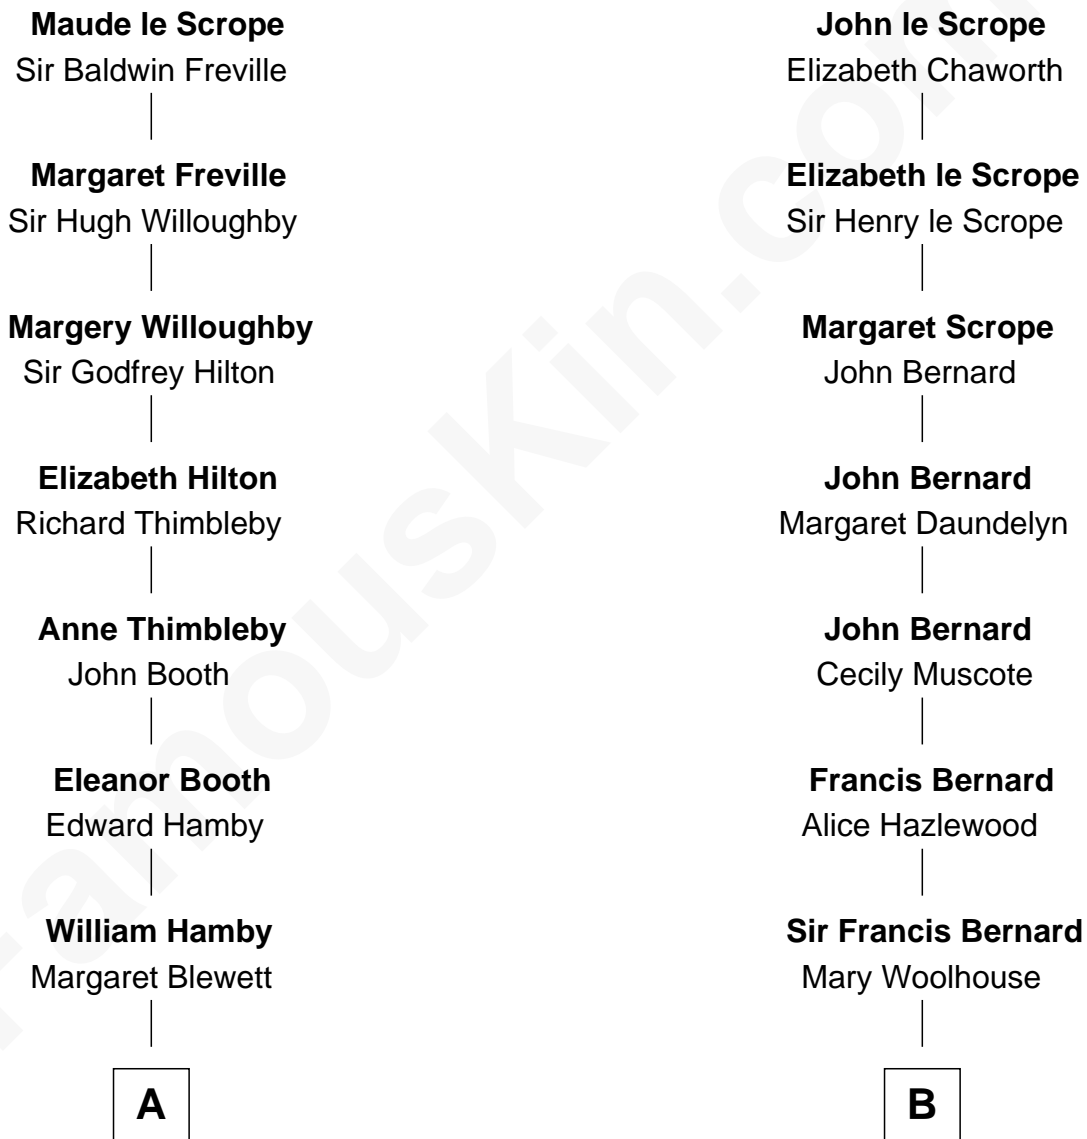 Maude le Scrope
Sir Baldwin Freville
Margaret Freville
Sir Hugh Willoughby
Margery Willoughby
Sir Godfrey Hilton
Elizabeth Hilton
Richard Thimbleby
Anne Thimbleby
John Booth
Eleanor Booth
Edward Hamby
William Hamby
Margaret Blewett
A
John le Scrope
Elizabeth Chaworth
Elizabeth le Scrope
Sir Henry le Scrope
Margaret Scrope
John Bernard
John Bernard
Margaret Daundelyn
John Bernard
Cecily Muscote
Francis Bernard
Alice Hazlewood
Sir Francis Bernard
Mary Woolhouse
B
FamousKin.com